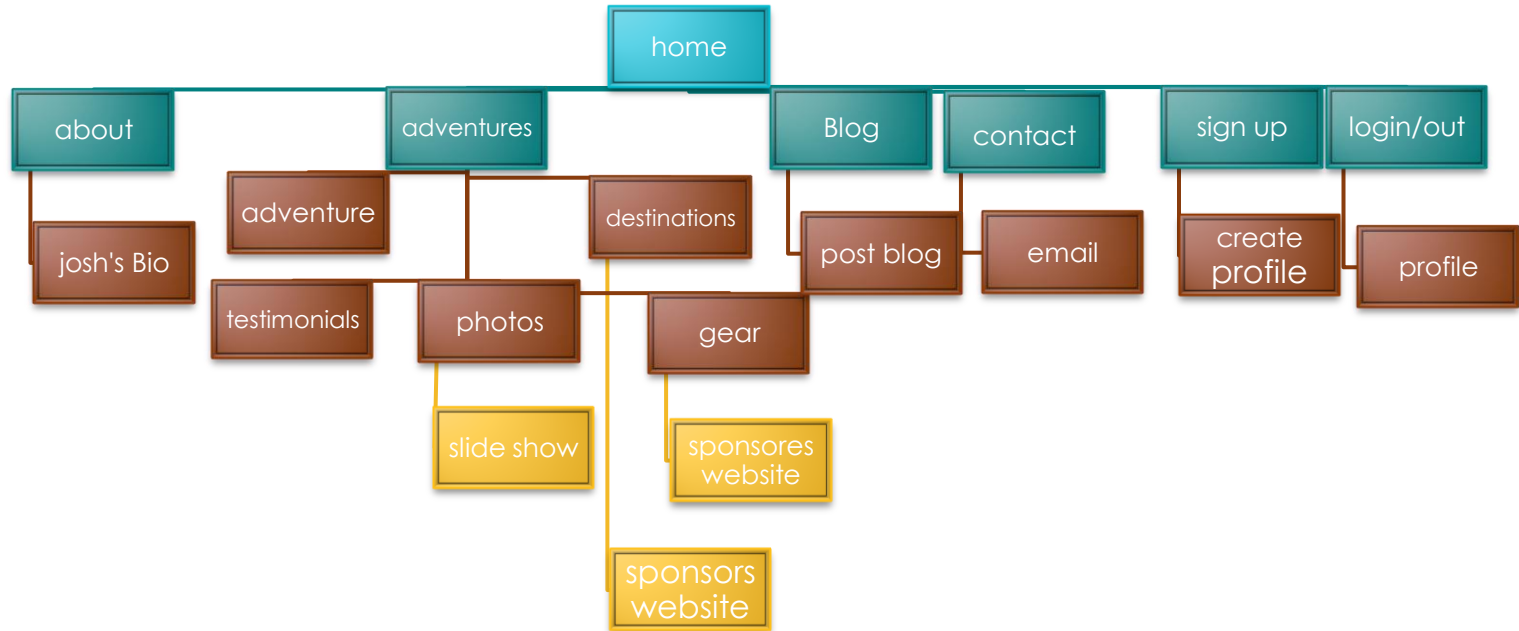 home
about
adventures
Blog
contact
sign up
login/out
adventure
destinations
josh's Bio
post blog
email
create
profile
profile
testimonials
photos
gear
slide show
sponsores
website
sponsors
website